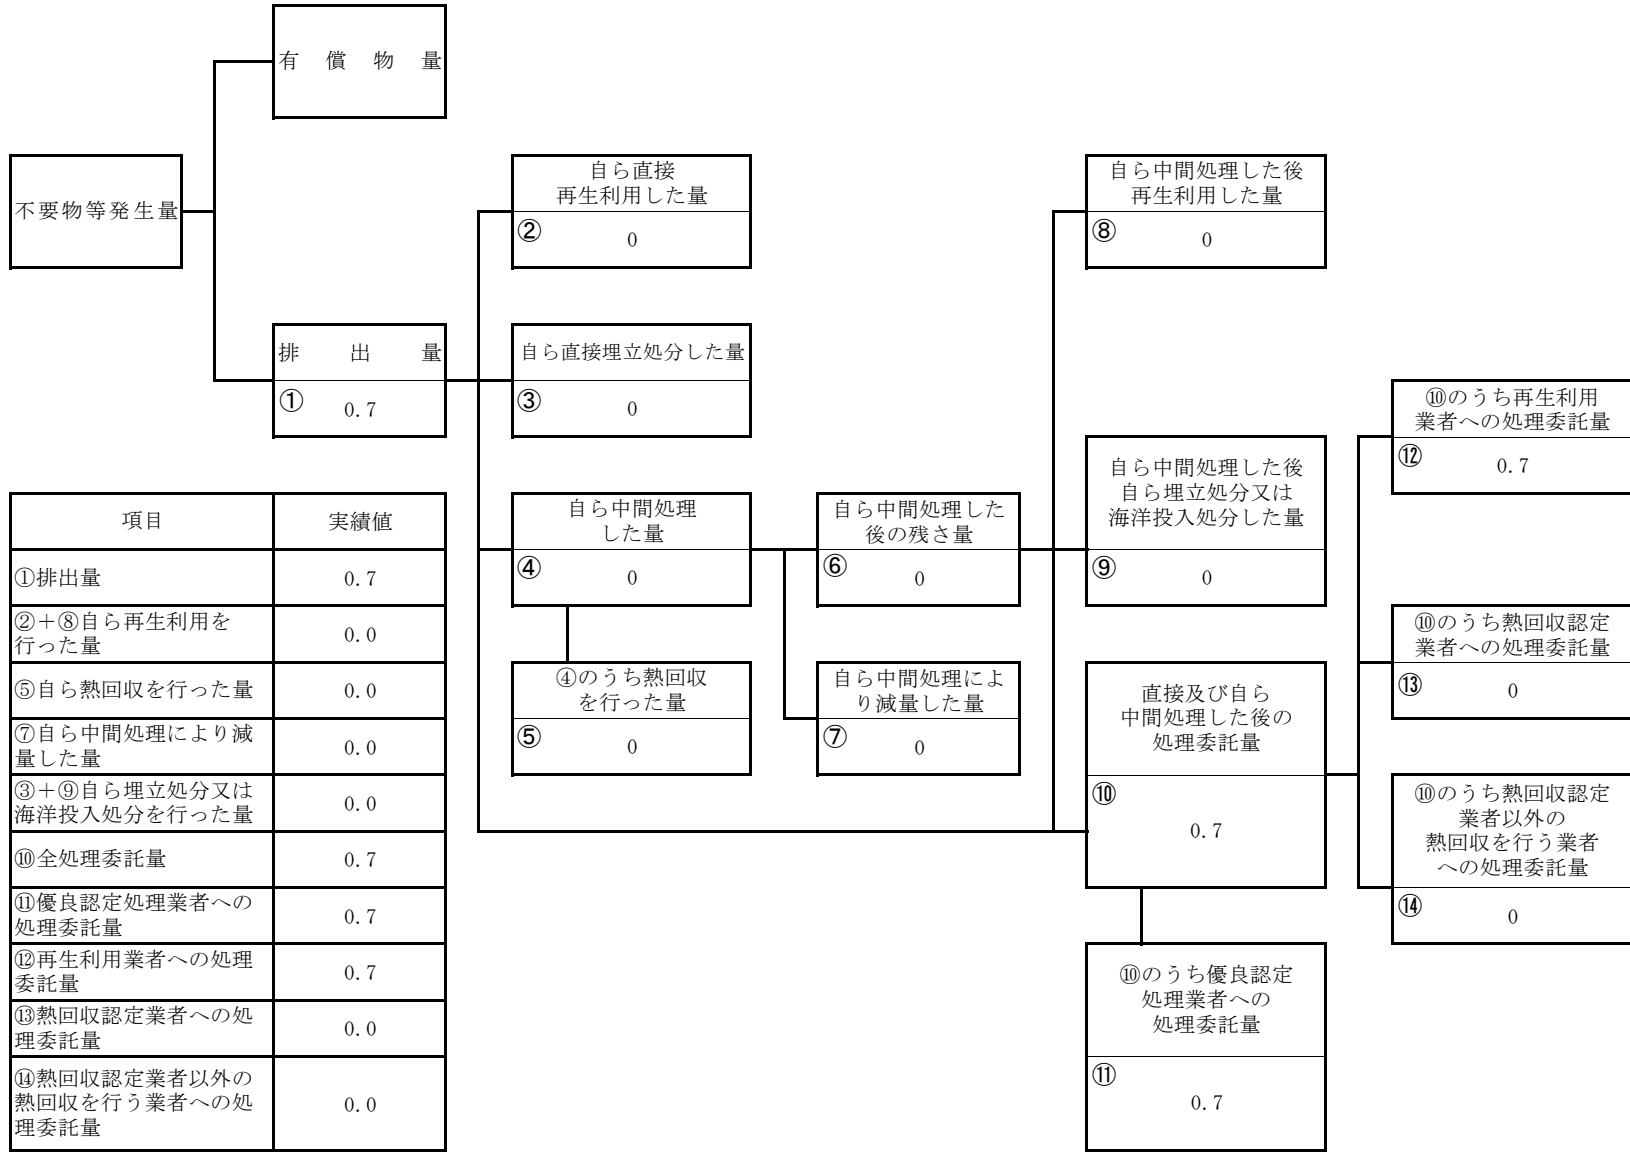 有償物量
不要物等発生量
自ら直接
再生利用した量
② 0
自ら中間処理した後
再生利用した量
⑧ 0
排出量
① 0.7
自ら直接埋立処分した量
③ 0
⑩のうち再生利用
業者への処理委託量
⑫ 0.7
自ら中間処理
した量
④ 0
自ら中間処理した
後の残さ量
⑥ 0
自ら中間処理した後
自ら埋立処分又は
海洋投入処分した量
⑨ 0
⑩のうち熱回収認定
業者への処理委託量
⑬ 0
④のうち熱回収
を行った量
⑤ 0
自ら中間処理によ
り減量した量
⑦ 0
直接及び自ら
中間処理した後の
処理委託量
⑩
0.7
⑩のうち熱回収認定
業者以外の
熱回収を行う業者
への処理委託量
⑭ 0
⑩のうち優良認定
処理業者への
処理委託量
⑪
0.7
項目 実績値
①排出量 0.7
②＋⑧自ら再生利用を
行った量 0.0
⑤自ら熱回収を行った量 0.0
⑦自ら中間処理により減
量した量 0.0
③＋⑨自ら埋立処分又は
海洋投入処分を行った量 0.0
⑩全処理委託量 0.7
⑪優良認定処理業者への
処理委託量 0.7
⑫再生利用業者への処理
委託量 0.7
⑬熱回収認定業者への処
理委託量 0.0
⑭熱回収認定業者以外の
熱回収を行う業者への処
理委託量 0.0